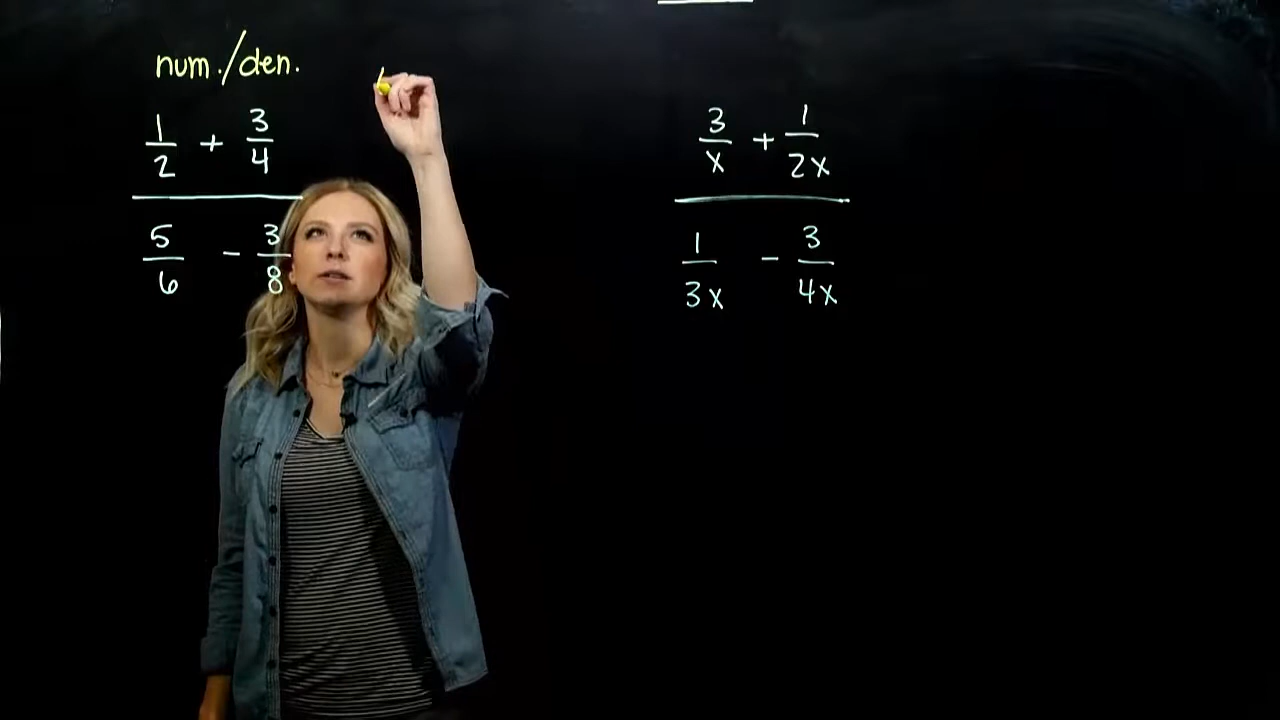 num./den.
1/2 + 3/4
5/6 - 3/8
3/x + 1/2x
1/3x - 3/4x